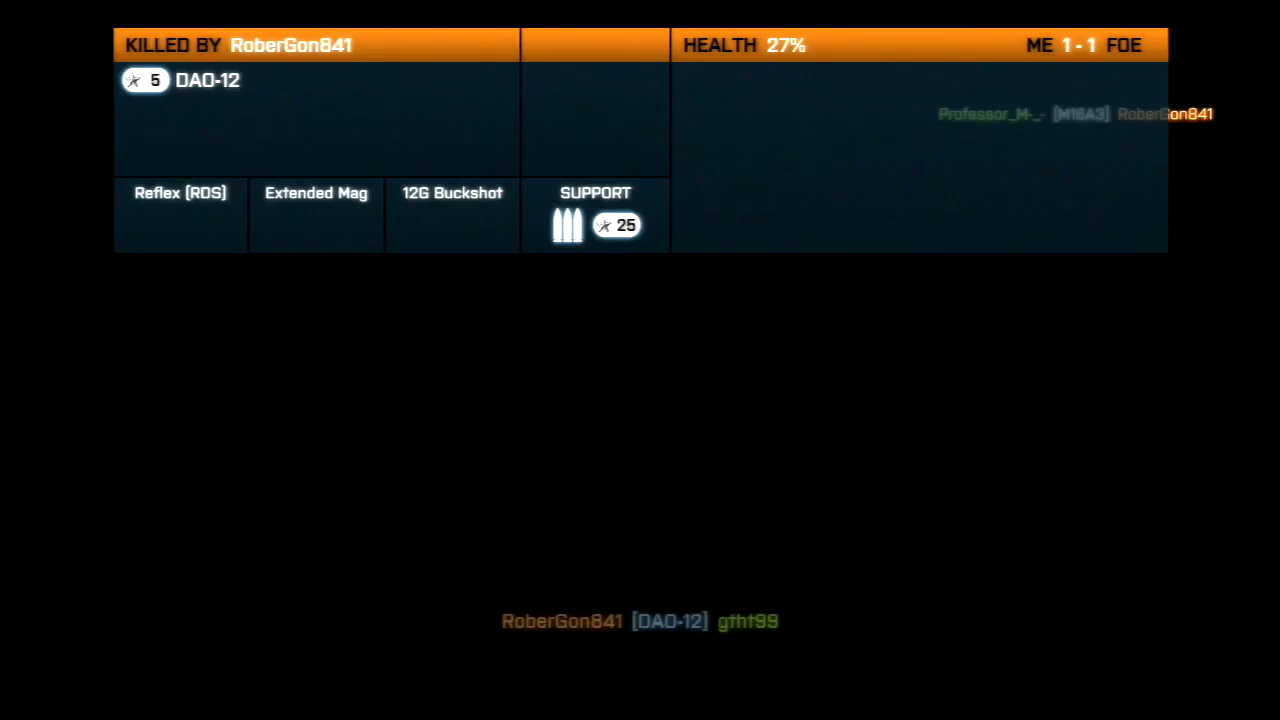 KILLED BY RoberGon841
HEALTH 27%
ME 1 - 1 FOE
5 DAO-12
Professor_M-_- [M16A3] RoberGon841
Reflex (RDS)
Extended Mag
12G Buckshot
SUPPORT
25
RoberGon841 [DAO-12] gtht99